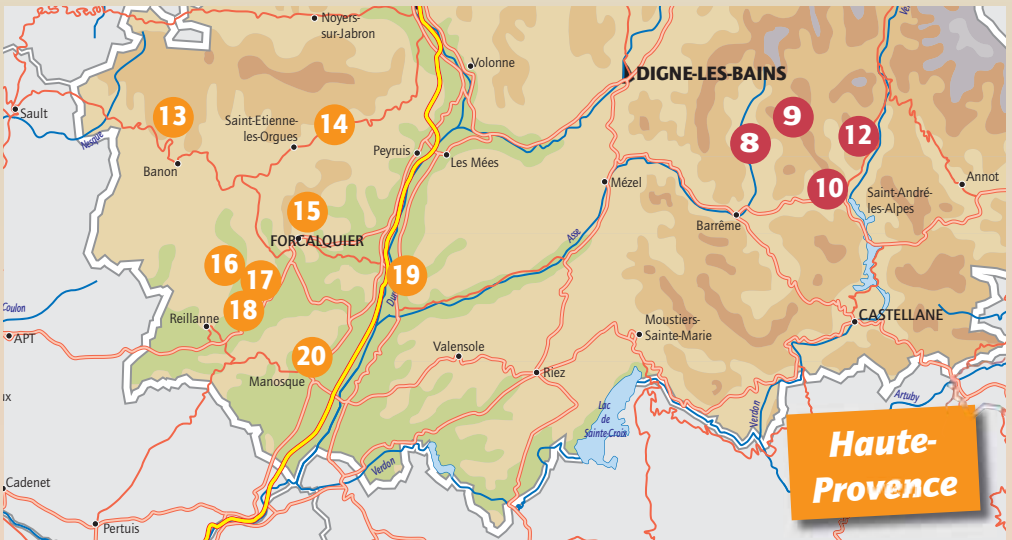 Noyers-
sur-Jabron
Volonne
DIGNE-LES-BAINS
Sault
Nesque
13
Saint-Etienne-
les-Orgues
14
9
8
12
Peyruis
Les Mées
Banon
Mézel
10
Annot
Saint-André-
les-Alpes
15
Barrême
FORCALQUIER
Asse
16
17
19
18
Coulon
Reillanne
APT
CASTELLANE
Moustiers-
Sainte-Marie
Valensole
20
Manosque
Riez
Lac
de
Sainte-Croix
Verdon
Artuby
Verdon
Cadenet
Pertuis
Haute-
Provence